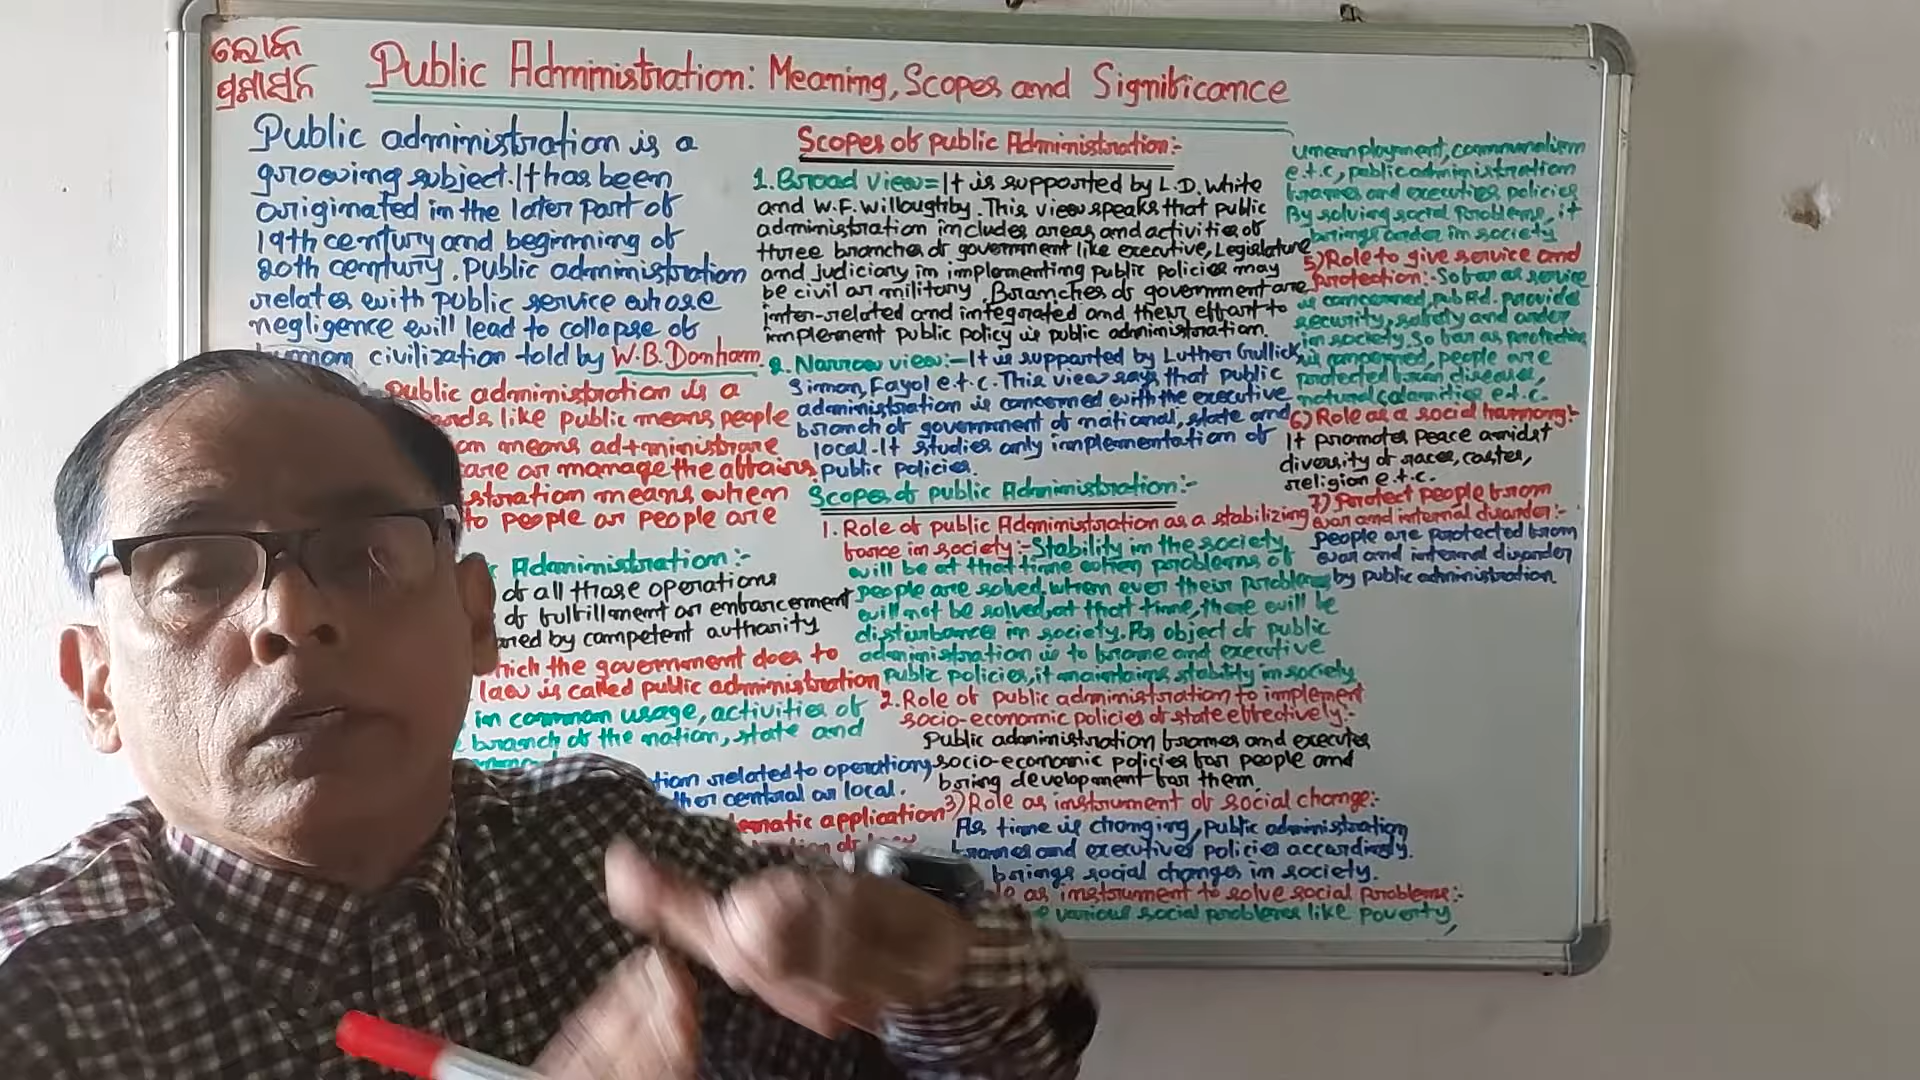 ଲୋକ
ପ୍ରଶାସନ
Public Administration: Meaning, Scopes and Significance
Public administration is a
growing subject. It has been
originated in the later part of
19th century and beginning of
20th century. Public administration
relates with public service whose
negligence will lead to collapse of
human civilization told by W.B. Donham.
public administration is a
like public means people
means ad+ministrare
care or manage the affairs
means when
to people or people are
Administration:-
of all those operations
of fulfillment or enforcement
by competent authority
which the government does to
law is called public administration
in common usage, activities of
branch of the nation, state and
related to operation,
central or local.
application
of law
Scopes of public Administration:-
1. Broad view= It is supported by L.D. White
and W.F. Willoughby. This view speaks that public
administration includes areas and activities of
three branches of government like executive, Legislature
and judiciary in implementing public policies may
be civil or military. Branches of government are
inter-related and integrated and their effort to
implement public policy is public administration.
2. Narrow view:- It is supported by Luther Gullick,
Simon, Fayol e.t.c. This view says that public
administration is concerned with the executive
branch of government of national, state and
local. It studies only implementation of
public policies.
Scopes of public Administration:-
1. Role of public Administration as a stabilizing
force in society:- Stability in the society
will be at that time when problems of
people are solved, when ever their problems
will not be solved, at that time, there will be
disturbance in society. As object of public
administration is to frame and executive
public policies, it maintains stability in society.
2. Role of public administration to implement
socio-economic policies of state effectively:-
Public administration frames and executes
socio-economic policies for people and
bring development for them.
3) Role as instrument of social change:-
As time is changing, public administration
frames and executives policies accordingly.
brings social changes in society.
as instrument to solve social problems:-
various social problems like poverty,
unemployment, communalism
e.t.c, public administration
frames and executies policies
By solving social problems, it
brings order in society
5) Role to give service and
protection:- So far as service
is concerned, pub Ad. provide
security, safety and order
in society. So far as protection
is concerned, people are
protected from disease,
natural calamities e.t.c.
6) Role as a social harmony:-
It promotes peace amidst
diversity of races, castes,
religion e.t.c.
7) Protect people from
war and internal disorder:-
people are protected from
war and internal disorder
by public administration